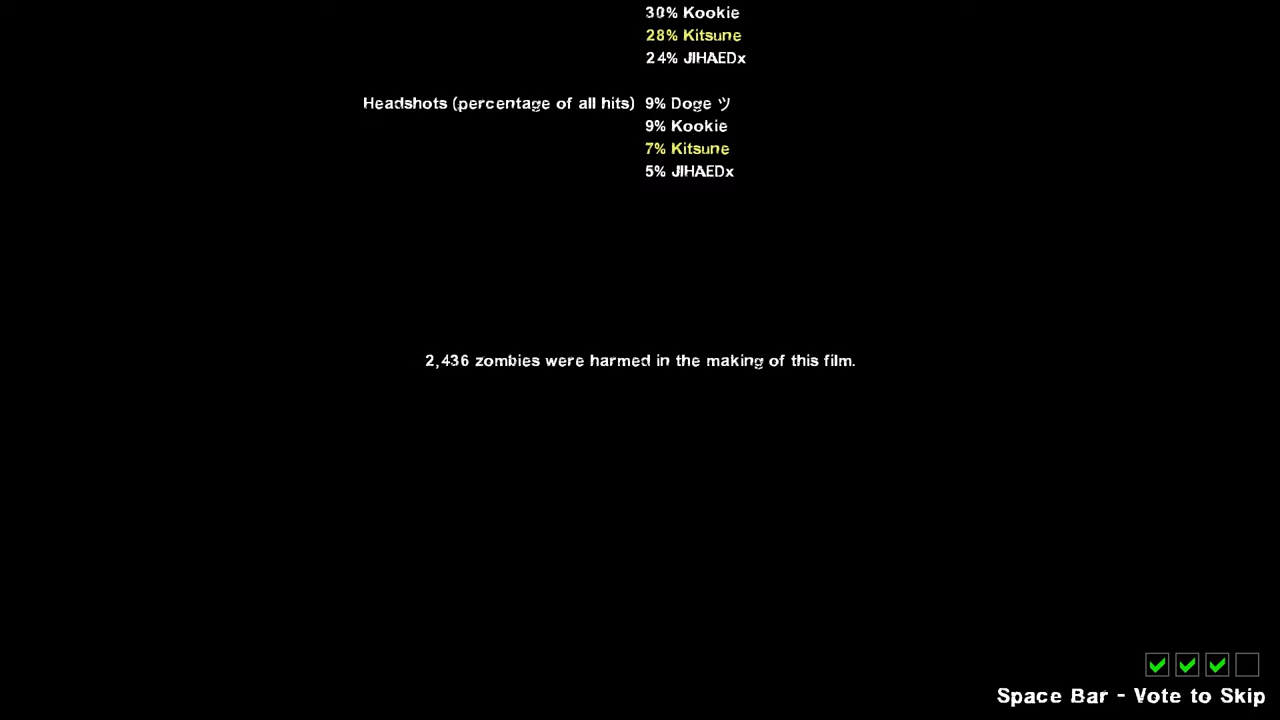 30% Kookie
28% Kitsune
24% JIHAEDx
Headshots (percentage of all hits) 9% Doge ツ
9% Kookie
7% Kitsune
5% JIHAEDx
2,436 zombies were harmed in the making of this film.
Space Bar - Vote to Skip